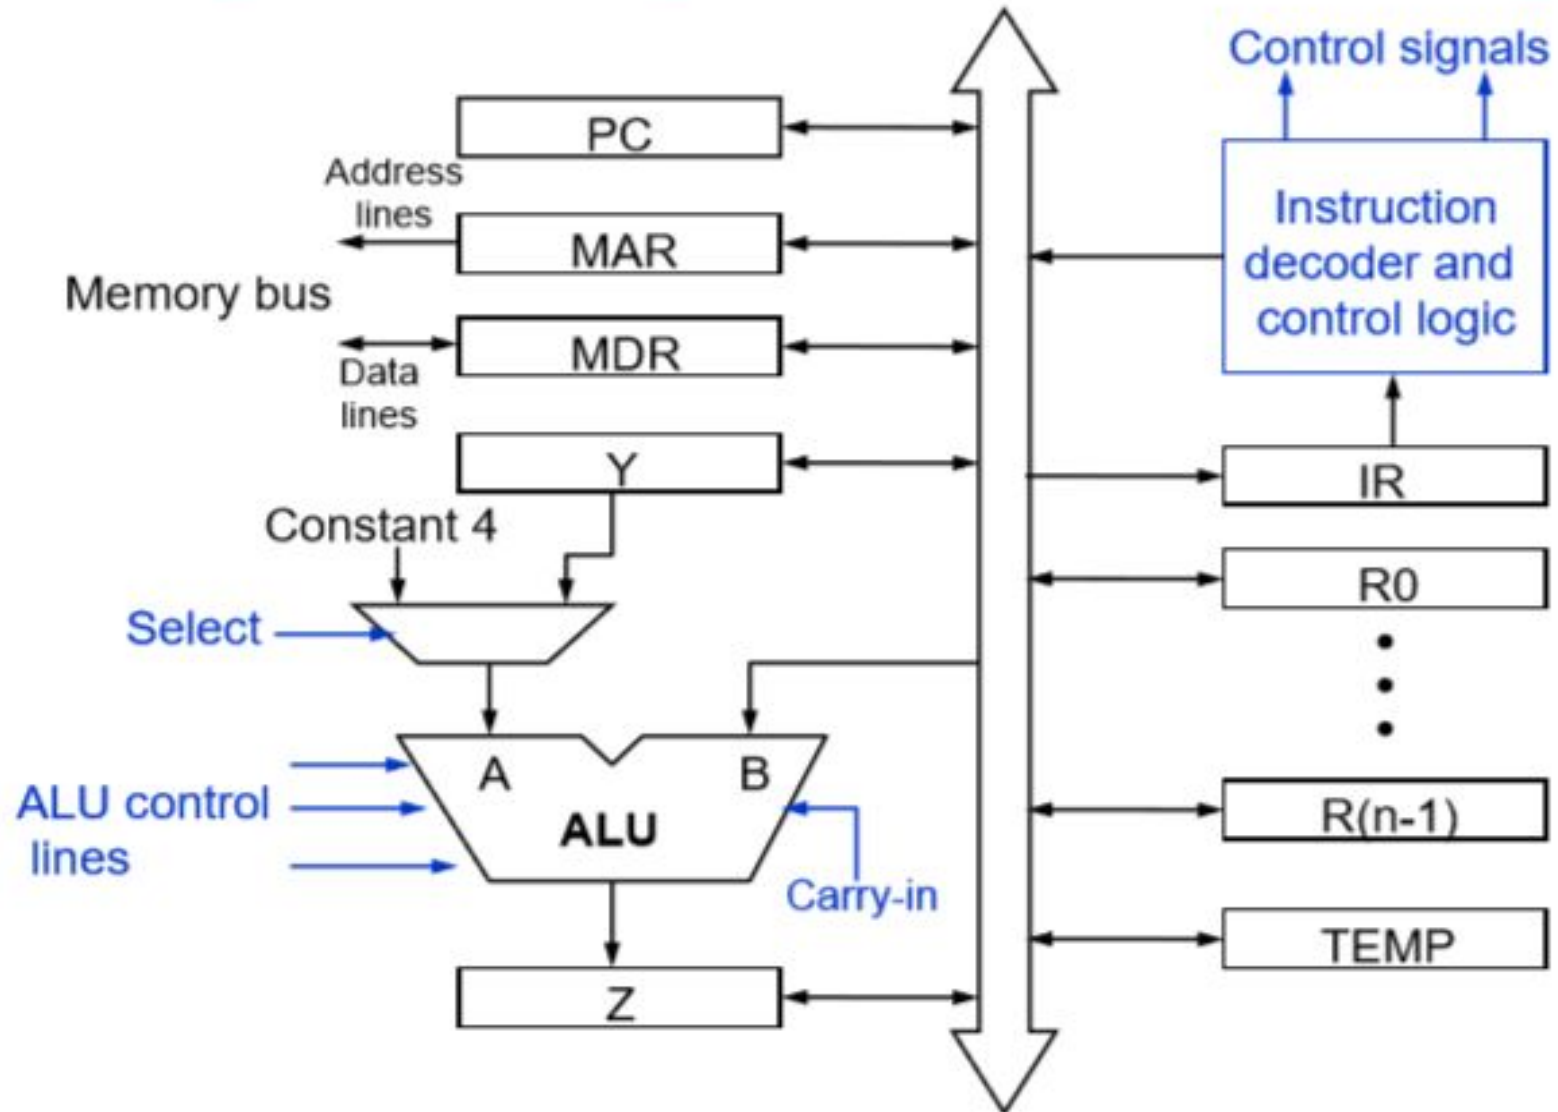 Control signals
PC
Address
lines
MAR
Memory bus
MDR
Data
lines
Y
Constant 4
Select
A
B
ALU
ALU control
lines
Carry-in
Z
Instruction
decoder and
control logic
IR
R0
R(n-1)
TEMP